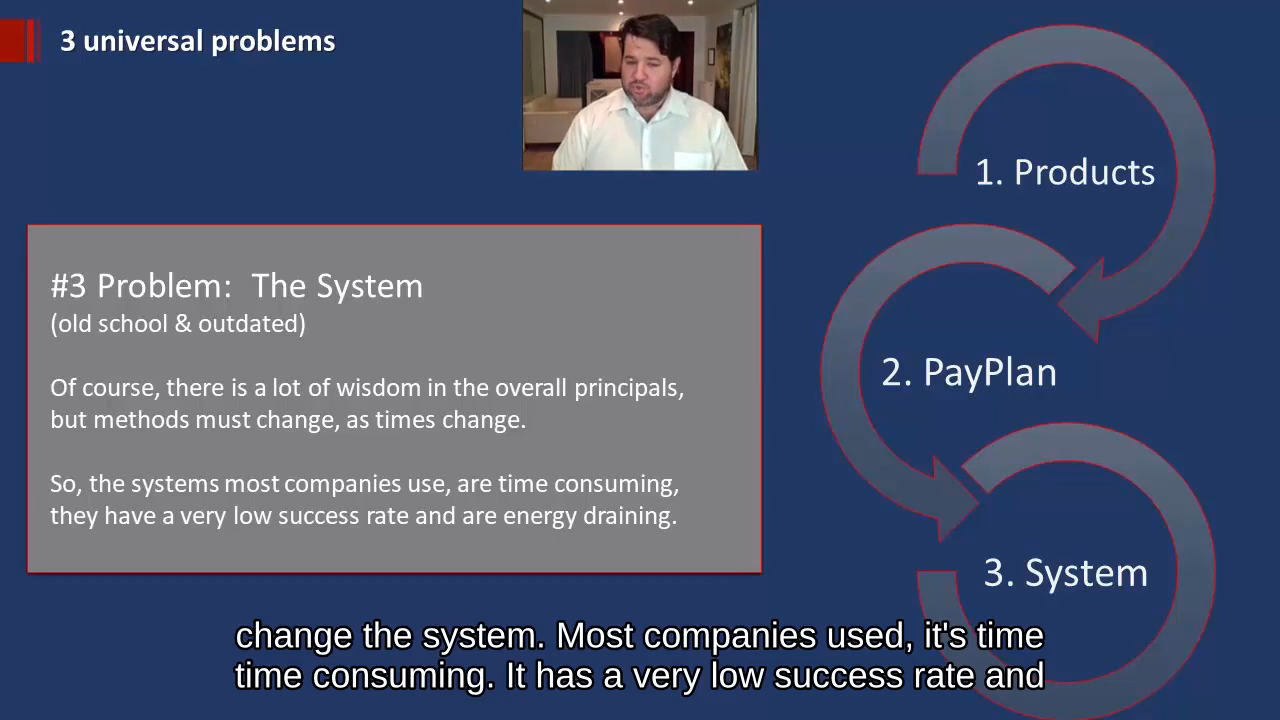 3 universal problems
1. Products
#3 Problem:  The System
(old school & outdated)
Of course, there is a lot of wisdom in the overall principals,
but methods must change, as times change.
So, the systems most companies use, are time consuming,
they have a very low success rate and are energy draining.
2. PayPlan
3. System
change the system. Most companies used, it's time
time consuming. It has a very low success rate and